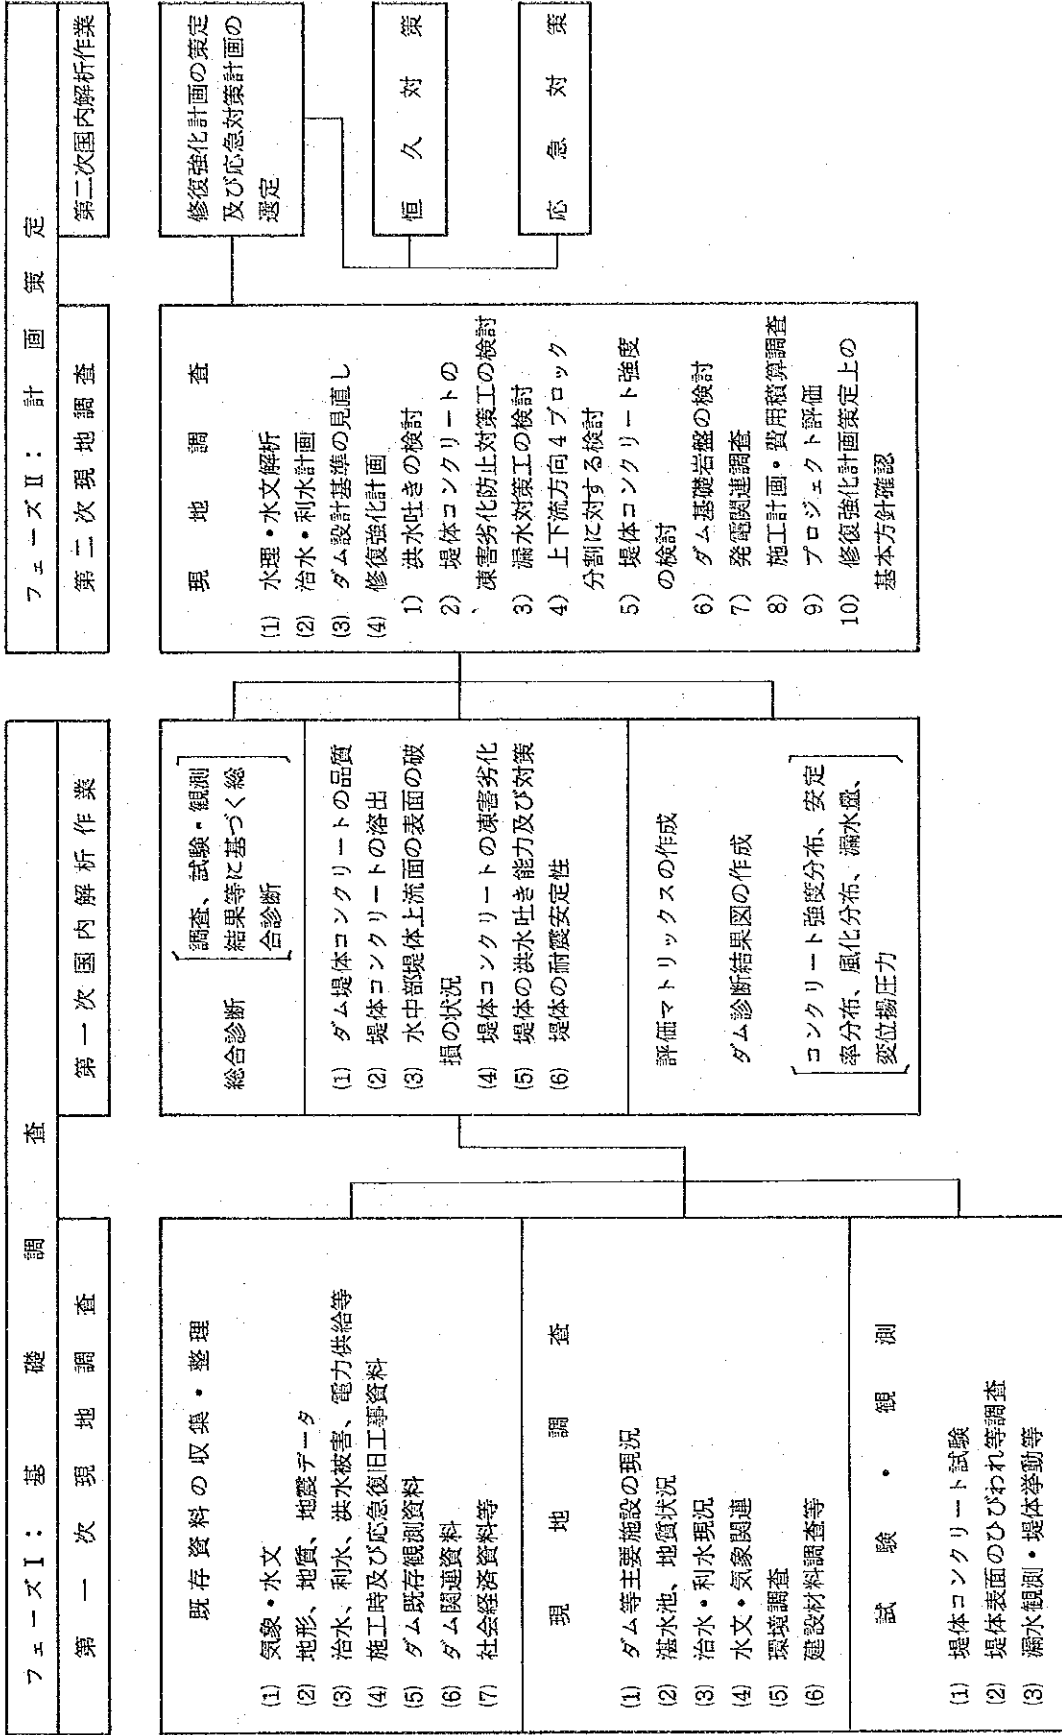 フェーズⅠ：基礎調査
第一次現地調査
既存資料の収集・整理
(1) 気象・水文
(2) 地形、地質、地震データ
(3) 治水、利水、洪水被害、電力供給等
(4) 施工時及び応急復旧工事資料
(5) ダム既存観測資料
(6) ダム関連資料
(7) 社会経済資料等
現地調査
(1) ダム等主要施設の現況
(2) 湛水池、地質状況
(3) 治水・利水現況
(4) 水文・気象関連
(5) 環境調査
(6) 建設材料調査等
試験・観測
(1) 堤体コンクリート試験
(2) 堤体表面のひびわれ等調査
(3) 漏水観測・堤体挙動等
第一次国内解析作業
総合診断
調査、試験・観測
結果等に基づく総
合診断
(1) ダム堤体コンクリートの品質
(2) 堤体コンクリートの溶出
(3) 水中部堤体上流面の表面の破
損の状況
(4) 堤体コンクリートの凍害劣化
(5) 堤体の洪水吐き能力及び対策
(6) 堤体の耐震安定性
評価マトリックスの作成
ダム診断結果図の作成
コンクリート強度分布、安定
率分布、風化分布、漏水量、
変位揚圧力
フェーズⅡ：計画策定
第二次現地調査
現地調査
(1) 水理・水文解析
(2) 治水・利水計画
(3) ダム設計基準の見直し
(4) 修復強化計画
1) 洪水吐きの検討
2) 堤体コンクリートの
凍害劣化防止対策工の検討
3) 漏水対策工の検討
4) 上下流方向4ブロック
分割に対する検討
5) 堤体コンクリート強度
の検討
6) ダム基礎岩盤の検討
7) 発電関連調査
8) 施工計画・費用積算調査
9) プロジェクト評価
10) 修復強化計画策定上の
基本方針確認
第二次国内解析作業
修復強化計画の策定
及び応急対策計画の
選定
恒久対策
応急対策